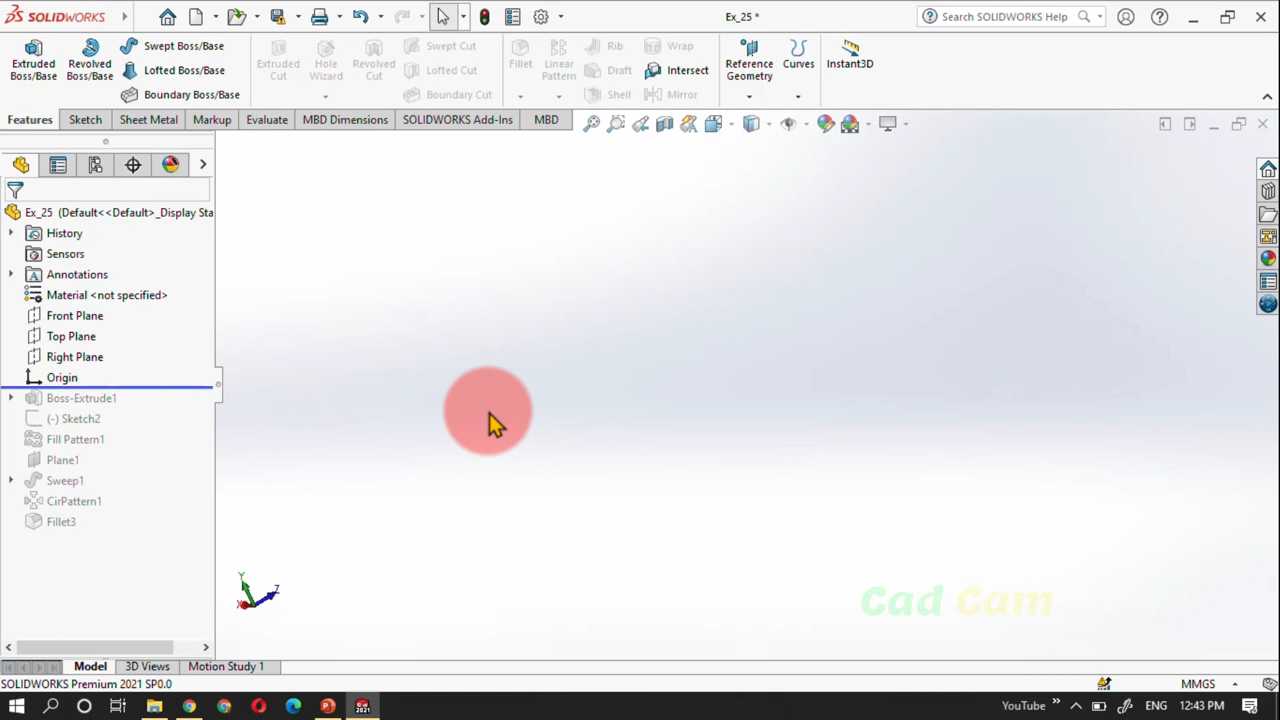 SOLIDWORKS
Ex_25 *
Search SOLIDWORKS Help
Extruded Boss/Base
Revolved Boss/Base
Swept Boss/Base
Lofted Boss/Base
Boundary Boss/Base
Extruded Cut
Hole Wizard
Revolved Cut
Swept Cut
Lofted Cut
Boundary Cut
Fillet
Linear Pattern
Rib
Draft
Shell
Wrap
Intersect
Mirror
Reference Geometry
Curves
Instant3D
Features
Sketch
Sheet Metal
Markup
Evaluate
MBD Dimensions
SOLIDWORKS Add-Ins
MBD
Ex_25 (Default<<Default>_Display Sta
History
Sensors
Annotations
Material <not specified>
Front Plane
Top Plane
Right Plane
Origin
Boss-Extrude1
(-) Sketch2
Fill Pattern1
Plane1
Sweep1
CirPattern1
Fillet3
Y
Z
X
Cad Cam
Model
3D Views
Motion Study 1
SOLIDWORKS Premium 2021 SP0.0
MMGS
2021
YouTube
ENG
12:43 PM